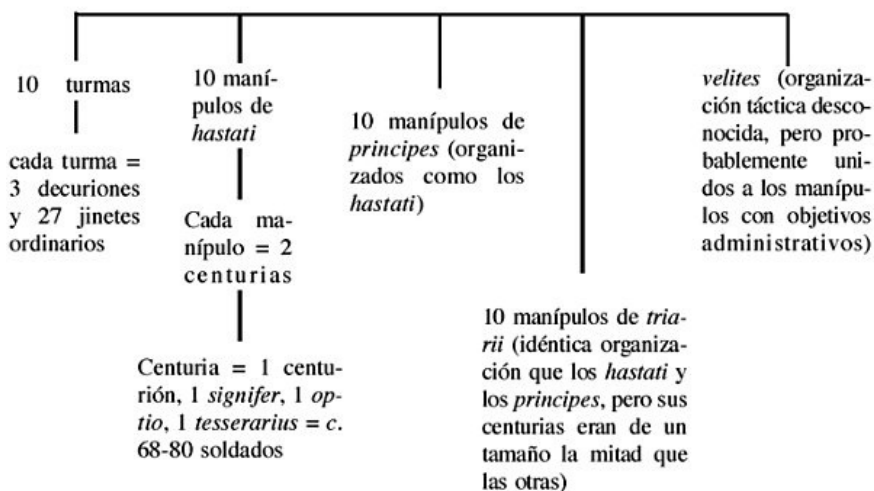 10 turmas
cada turma =
3 decuriones
y 27 jinetes
ordinarios
10 maní-
pulos de
hastati
Cada ma-
nípulo = 2
centurias
Centuria = 1 centu-
rión, 1 signifer, 1 op-
tio, 1 tesserarius = c.
68-80 soldados
10 manípulos de
principes (organi-
zados como los
hastati)
10 manípulos de tria-
rii (idéntica organiza-
ción que los hastati y
los principes, pero sus
centurias eran de un
tamaño la mitad que
las otras)
velites (organiza-
ción táctica desco-
nocida, pero pro-
bablemente uni-
dos a los manípu-
los con objetivos
administrativos)